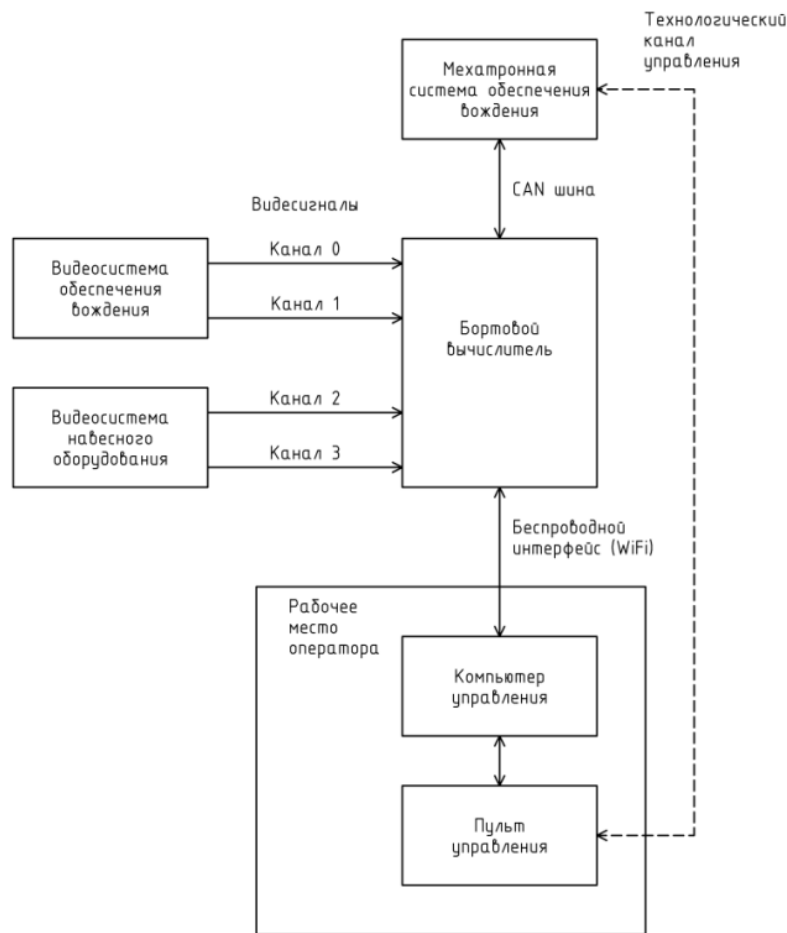 Технологический
канал
управления
Мехатронная
система обеспечения
вождения
CAN шина
Видесигналы
Видеосистема
обеспечения
вождения
Канал 0
Канал 1
Бортовой
вычислитель
Видеосистема
навесного
оборудования
Канал 2
Канал 3
Беспроводной
интерфейс (WiFi)
Рабочее
место
оператора
Компьютер
управления
Пульт
управления